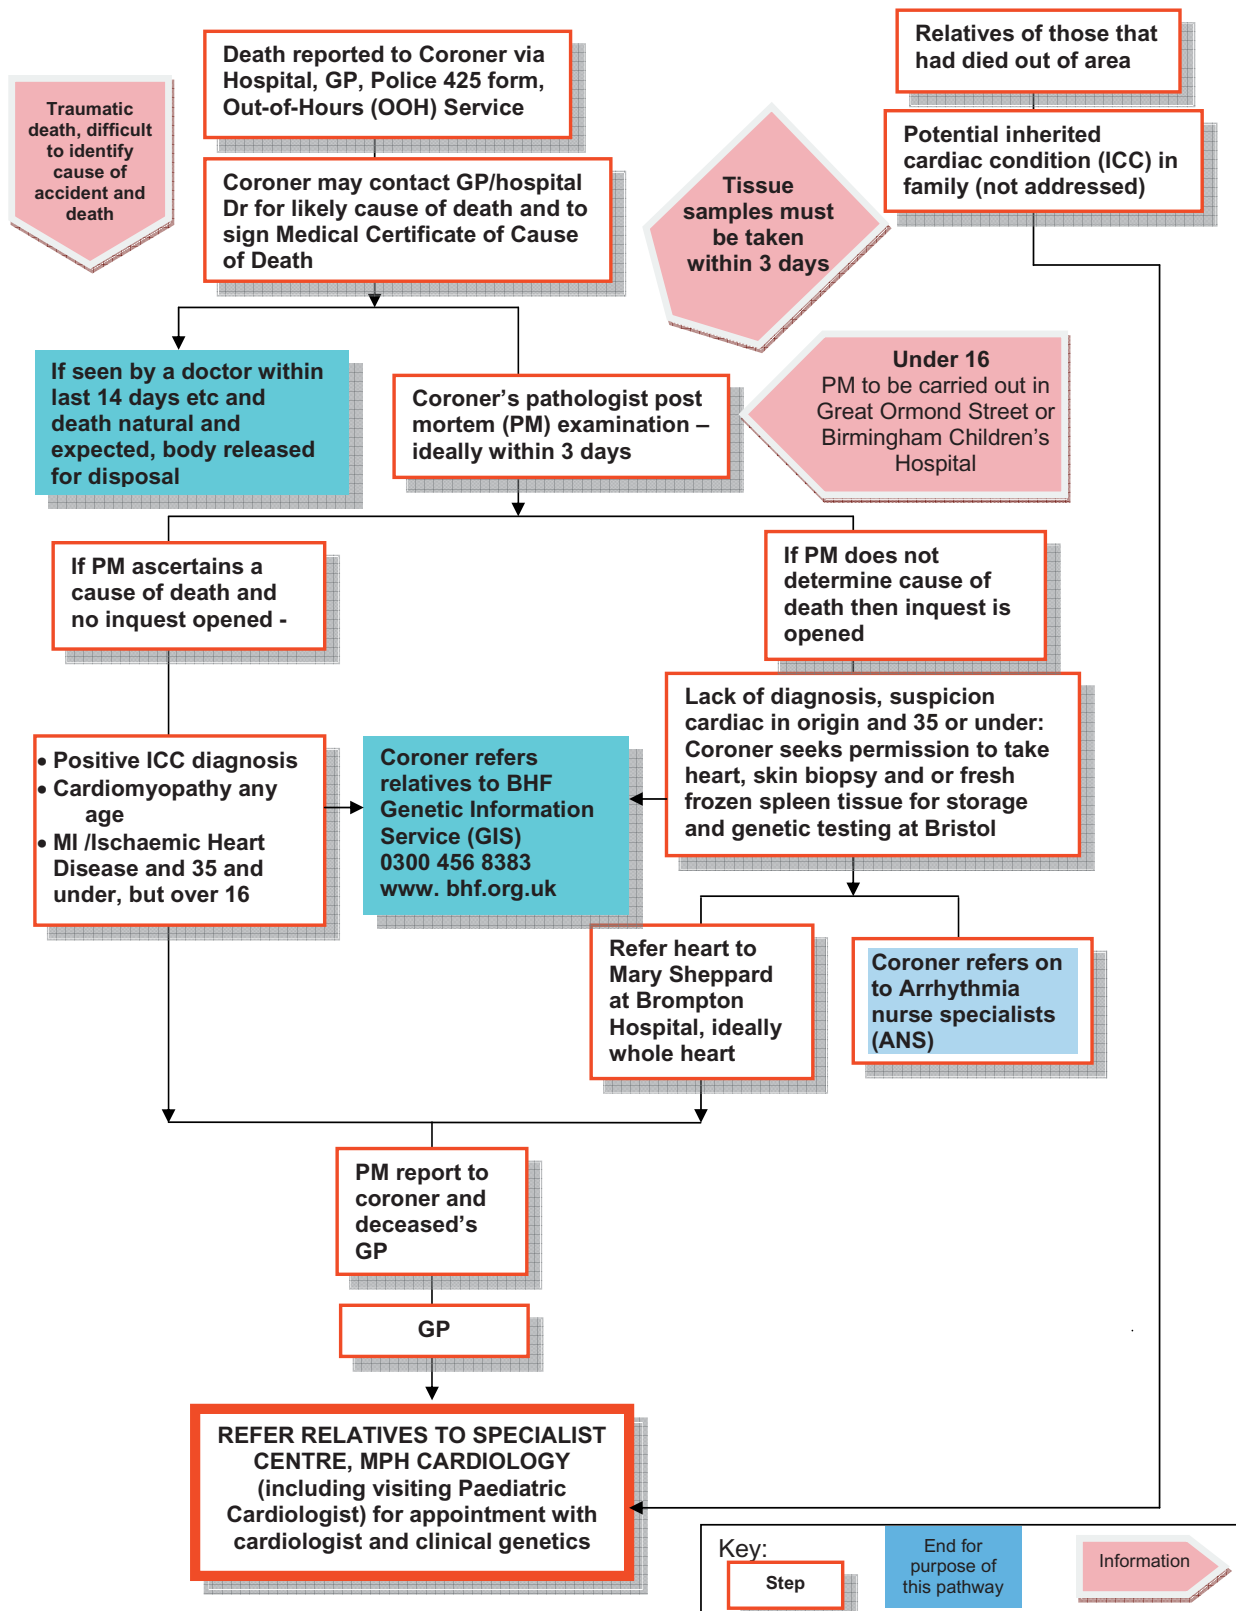 Death reported to Coroner via
Hospital, GP, Police 425 form,
Out-of-Hours (OOH) Service
Relatives of those that
had died out of area
Traumatic
death, difficult
to identify
cause of
accident and
death
Potential inherited
cardiac condition (ICC) in
family (not addressed)
Coroner may contact GP/hospital
Dr for likely cause of death and to
sign Medical Certificate of Cause
of Death
Tissue
samples must
be taken
within 3 days
If seen by a doctor within
last 14 days etc and
death natural and
expected, body released
for disposal
Coroner’s pathologist post
mortem (PM) examination –
ideally within 3 days
Under 16
PM to be carried out in
Great Ormond Street or
Birmingham Children’s
Hospital
If PM ascertains a
cause of death and
no inquest opened -
If PM does not
determine cause of
death then inquest is
opened
• Positive ICC diagnosis
• Cardiomyopathy any
age
• MI /Ischaemic Heart
Disease and 35 and
under, but over 16
Coroner refers
relatives to BHF
Genetic Information
Service (GIS)
0300 456 8383
www. bhf.org.uk
Lack of diagnosis, suspicion
cardiac in origin and 35 or under:
Coroner seeks permission to take
heart, skin biopsy and or fresh
frozen spleen tissue for storage
and genetic testing at Bristol
Refer heart to
Mary Sheppard
at Brompton
Hospital, ideally
whole heart
Coroner refers on
to Arrhythmia
nurse specialists
(ANS)
PM report to
coroner and
deceased’s
GP
GP
REFER RELATIVES TO SPECIALIST
CENTRE, MPH CARDIOLOGY
(including visiting Paediatric
Cardiologist) for appointment with
cardiologist and clinical genetics
Key:
Step
End for
purpose of
this pathway
Information